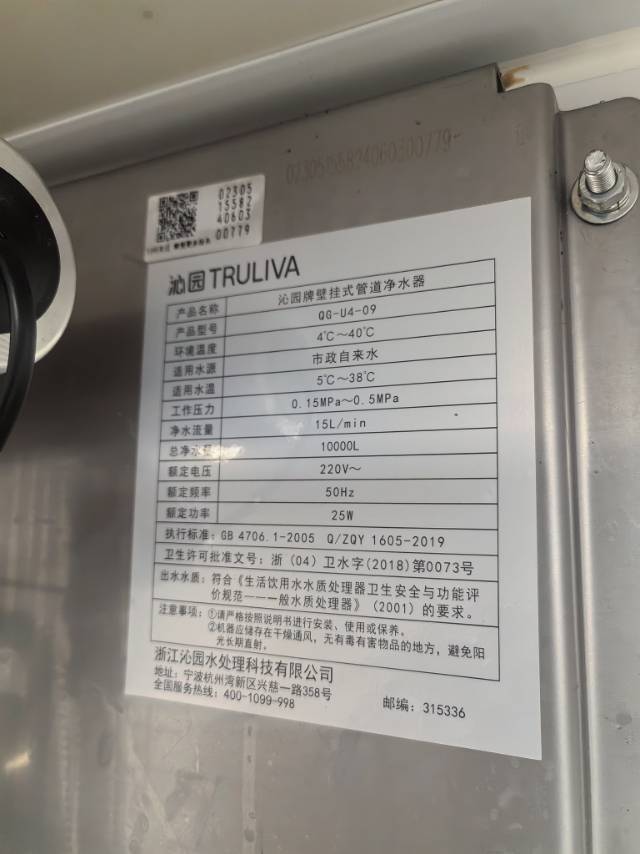 02305
15582
40603
00779
沁园TRULIVA
产品名称 沁园牌壁挂式管道净水器
产品型号 QG-U4-09
环境温度 4℃~40℃
适用水源 市政自来水
适用水温 5℃~38℃
工作压力 0.15MPa~0.5MPa
净水流量 15L/min
总净水量 10000L
额定电压 220V~
额定频率 50Hz
额定功率 25W
执行标准: GB 4706.1-2005 Q/ZQY 1605-2019
卫生许可批准文号: 浙(04)卫水字(2018)第0073号
出水水质: 符合《生活饮用水水质处理器卫生安全与功能评
价规范——一般水质处理器》(2001)的要求。
注意事项: ①请严格按照说明书进行安装、使用或保养。
②机器应储存在干燥通风,无有毒有害物品的地方,避免阳
光长期直射。
浙江沁园水处理科技有限公司
地址: 宁波杭州湾新区兴慈一路358号
全国服务热线: 400-1099-998 邮编: 315336